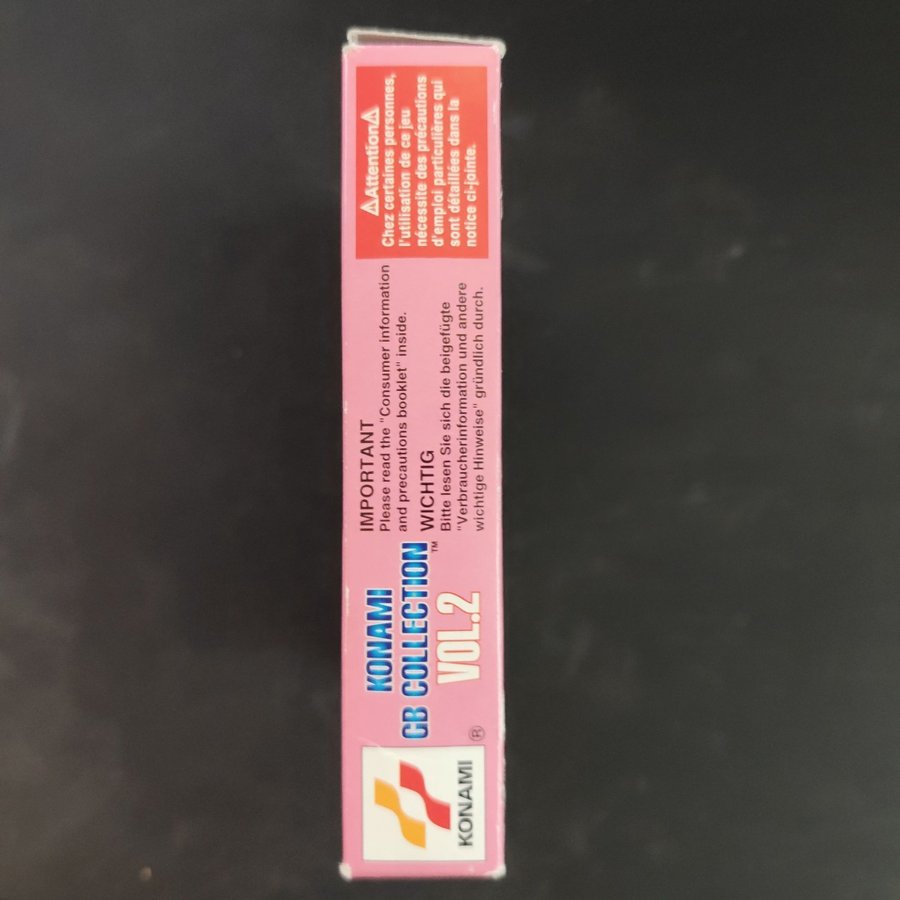 KONAMI
®
KONAMI
GB COLLECTION
™
VOL.2
IMPORTANT
Please read the "Consumer information
and precautions booklet" inside.
WICHTIG
Bitte lesen Sie sich die beigefügte
"Verbraucherinformation und andere
wichtige Hinweise" gründlich durch.
⚠Attention⚠
Chez certaines personnes,
l'utilisation de ce jeu
nécessite des précautions
d'emploi particulières qui
sont détaillées dans la
notice ci-jointe.